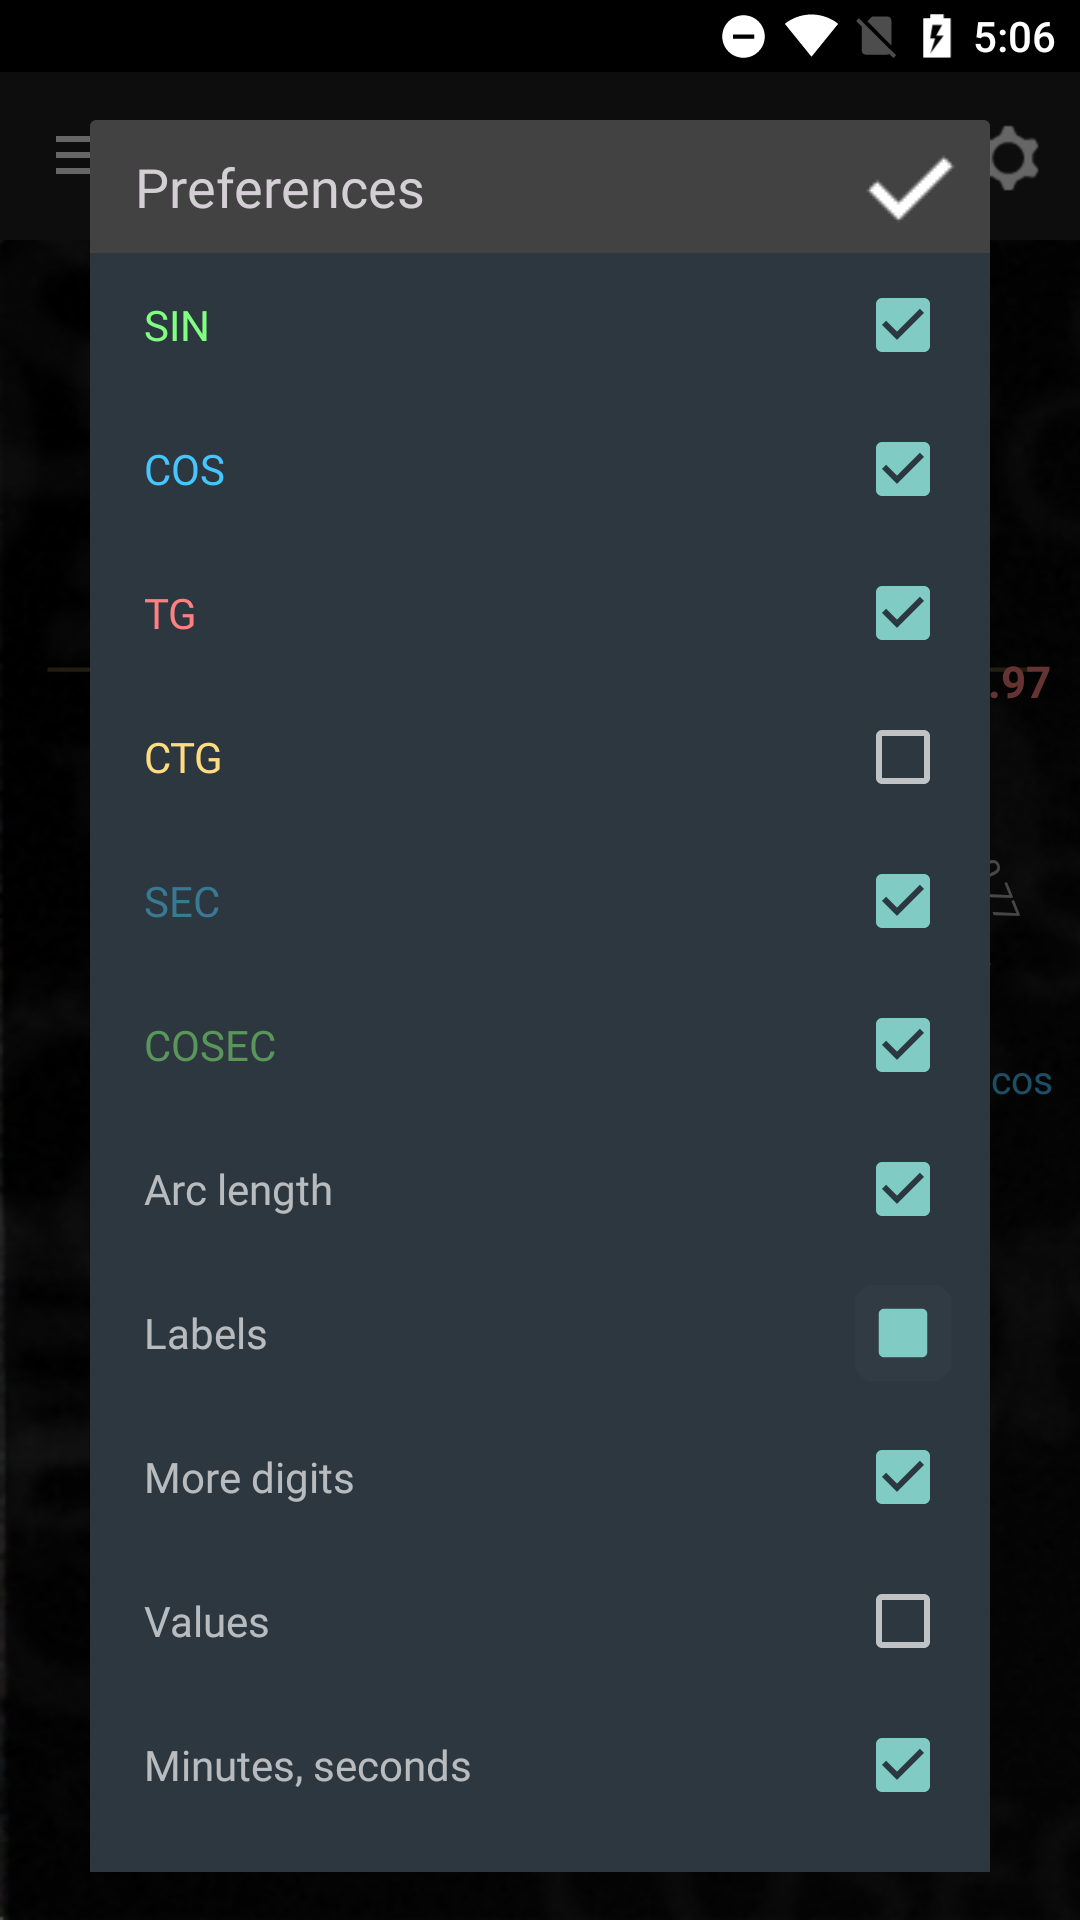 5:06
Preferences
SIN
COS
TG
.97
CTG
SEC
COSEC
cos
Arc length
Labels
More digits
Values
Minutes, seconds